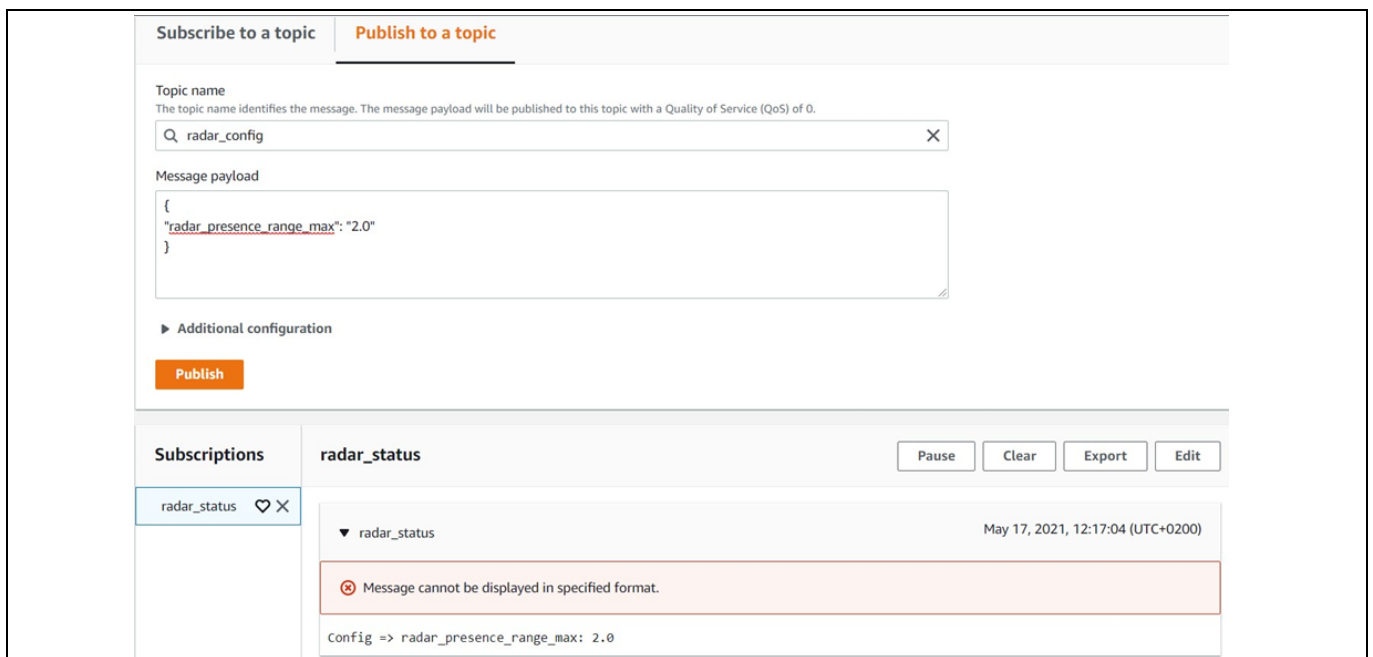 Subscribe to a topic
Publish to a topic
Topic name
The topic name identifies the message. The message payload will be published to this topic with a Quality of Service (QoS) of 0.
radar_config
Message payload
{
"radar_presence_range_max": "2.0"
}
Additional configuration
Publish
Subscriptions
radar_status
Pause
Clear
Export
Edit
radar_status
radar_status
May 17, 2021, 12:17:04 (UTC+0200)
Message cannot be displayed in specified format.
Config => radar_presence_range_max: 2.0